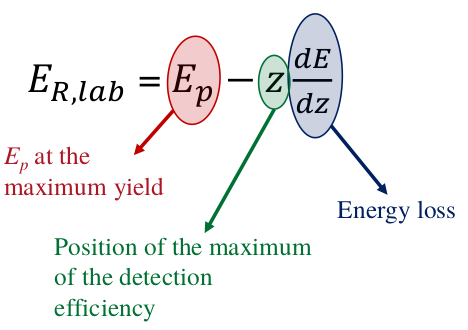 E_{R,lab} = E_p − z \frac{dE}{dz}
E_p at the
maximum yield
Energy loss
Position of the maximum
of the detection
efficiency